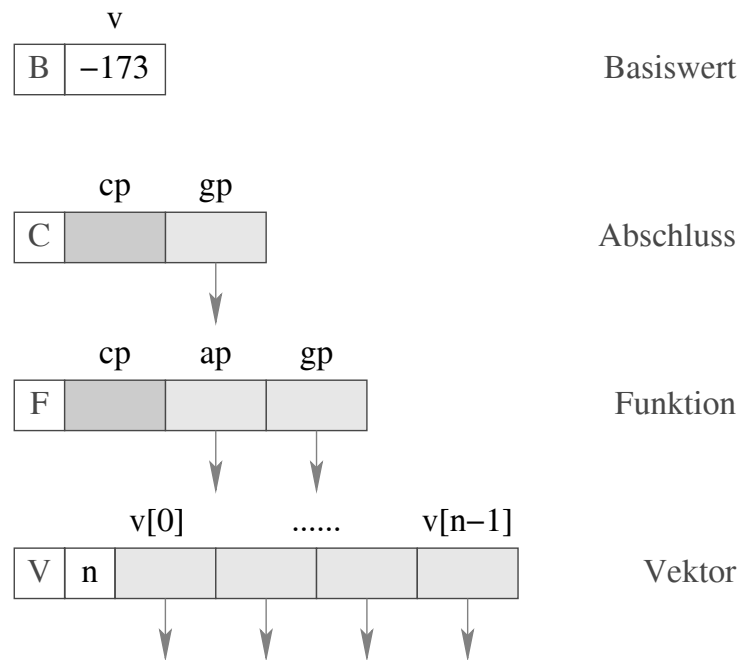 v
B −173 Basiswert
cp gp
C Abschluss
cp ap gp
F Funktion
v[0] ...... v[n−1]
V n Vektor